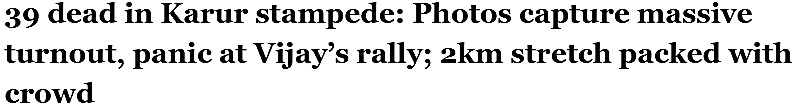 39 dead in Karur stampede: Photos capture massive
turnout, panic at Vijay’s rally; 2km stretch packed with
crowd